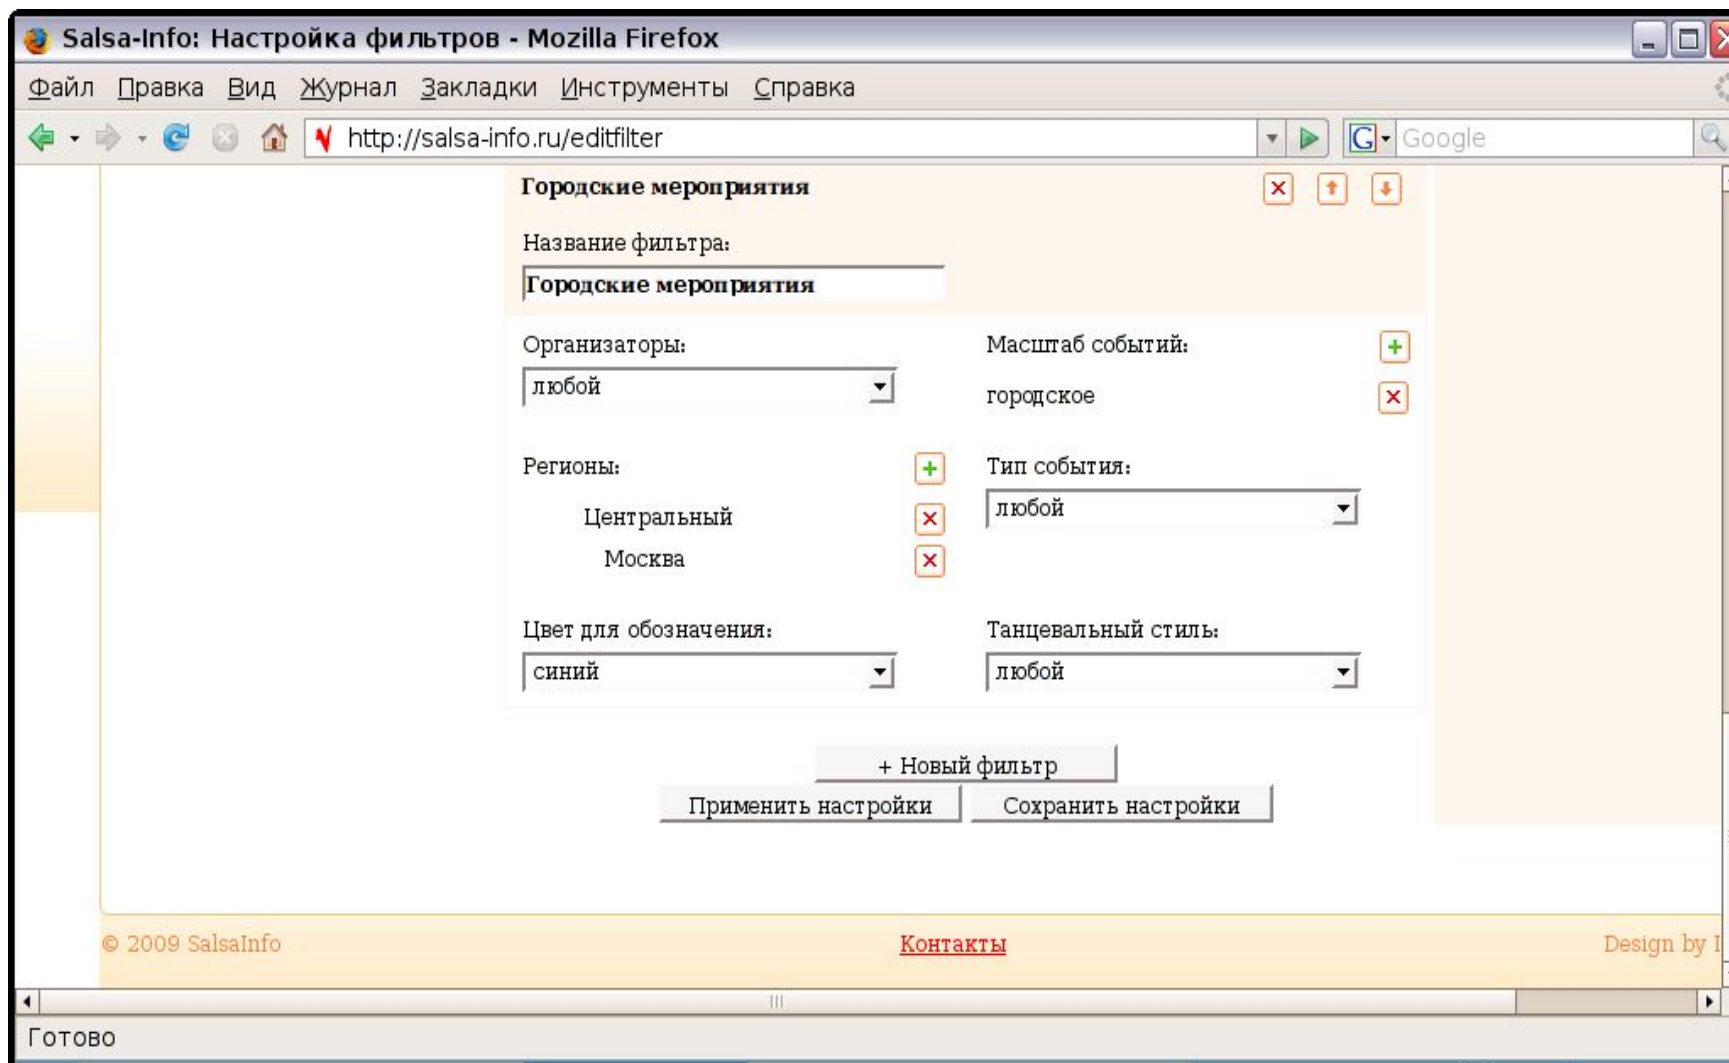 Salsa-Info: Настройка фильтров - Mozilla Firefox
Файл Правка Вид Журнал Закладки Инструменты Справка
http://salsa-info.ru/editfilter G Google
Городские мероприятия
Название фильтра:
Городские мероприятия
Организаторы: Масштаб событий:
любой
городское
Регионы: Тип события:
любой
Центральный
Москва
Цвет для обозначения: Танцевальный стиль:
синий любой
+ Новый фильтр
Применить настройки Сохранить настройки
© 2009 SalsaInfo Контакты Design by
Готово